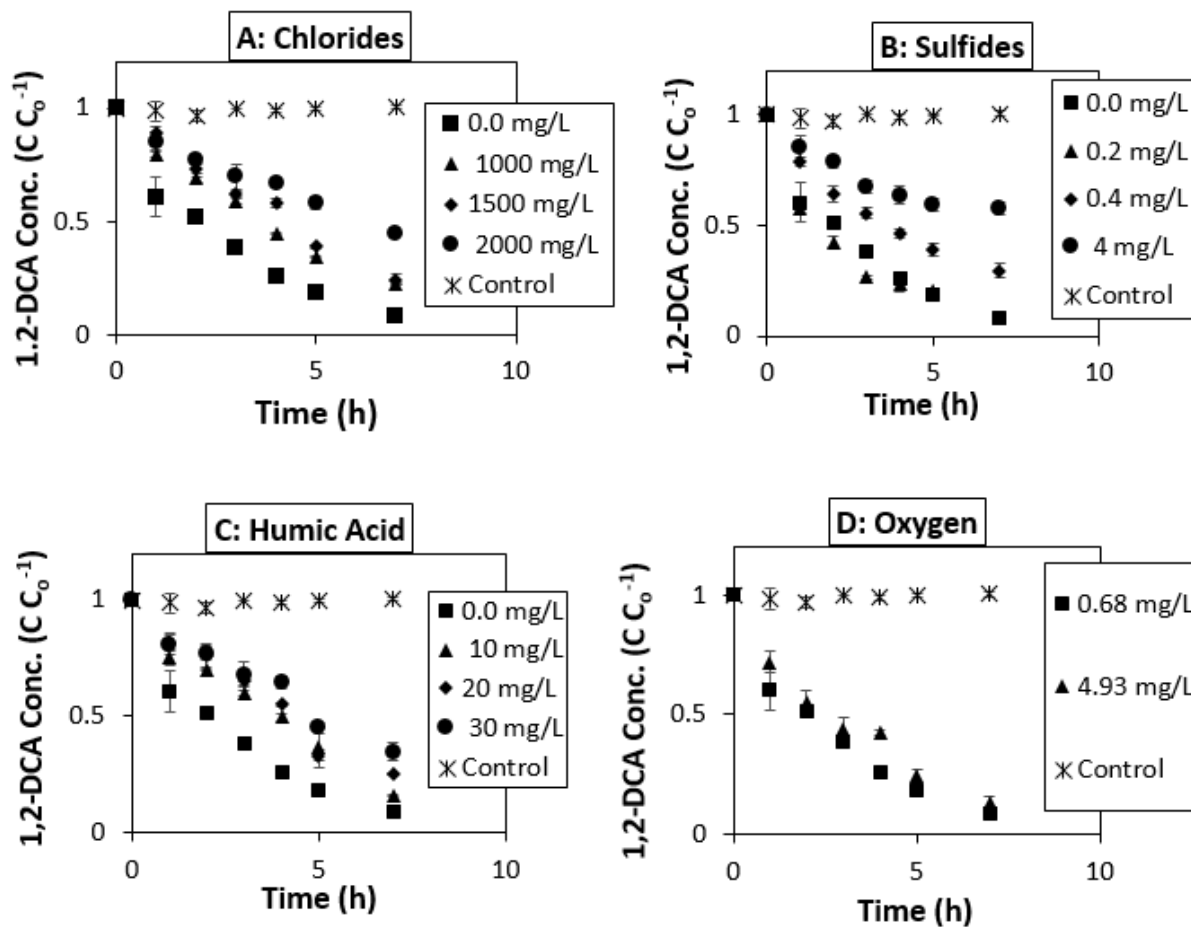 A: Chlorides
1.2-DCA Conc. (C Co-1)
1
0.5
0
0
5
10
Time (h)
0.0 mg/L
1000 mg/L
1500 mg/L
2000 mg/L
Control
B: Sulfides
1,2-DCA Conc. (C Co-1)
1
0.5
0
0
5
10
Time (h)
0.0 mg/L
0.2 mg/L
0.4 mg/L
4 mg/L
Control
C: Humic Acid
1,2-DCA Conc. (C Co-1)
1
0.5
0
0
5
10
Time (h)
0.0 mg/L
10 mg/L
20 mg/L
30 mg/L
Control
D: Oxygen
1,2-DCA Conc. (C Co-1)
1
0.5
0
0
5
10
Time (h)
0.68 mg/L
4.93 mg/L
Control